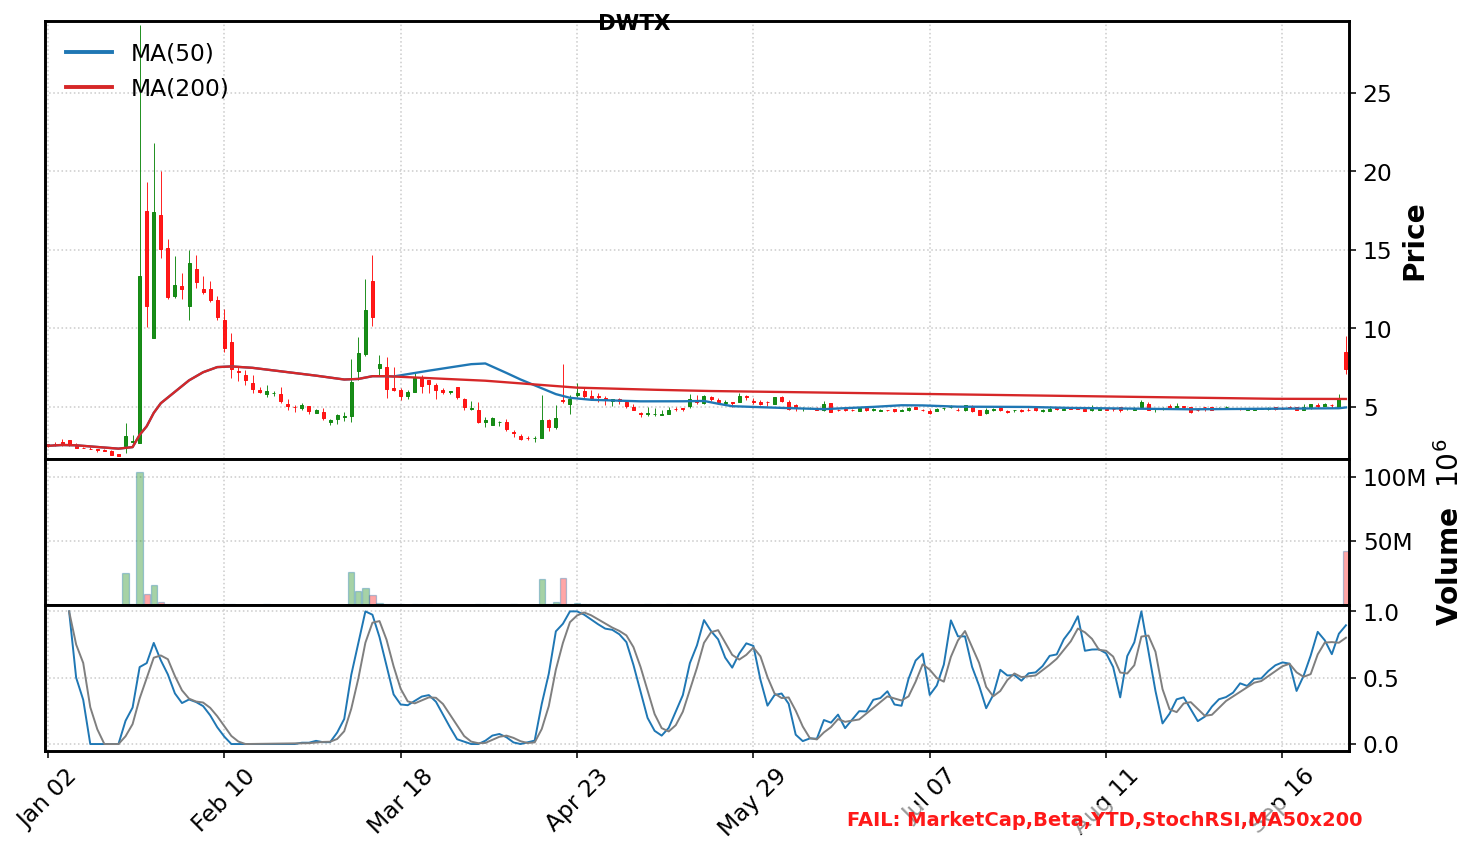 DWTX
MA(50)
MA(200)
25
20
15
10
5
Price
100M
50M
Volume 10^6
1.0
0.5
0.0
Jan 02
Feb 10
Mar 18
Apr 23
May 29
Jul 07
Aug 11
Sep 16
FAIL: MarketCap,Beta,YTD,StochRSI,MA50x200